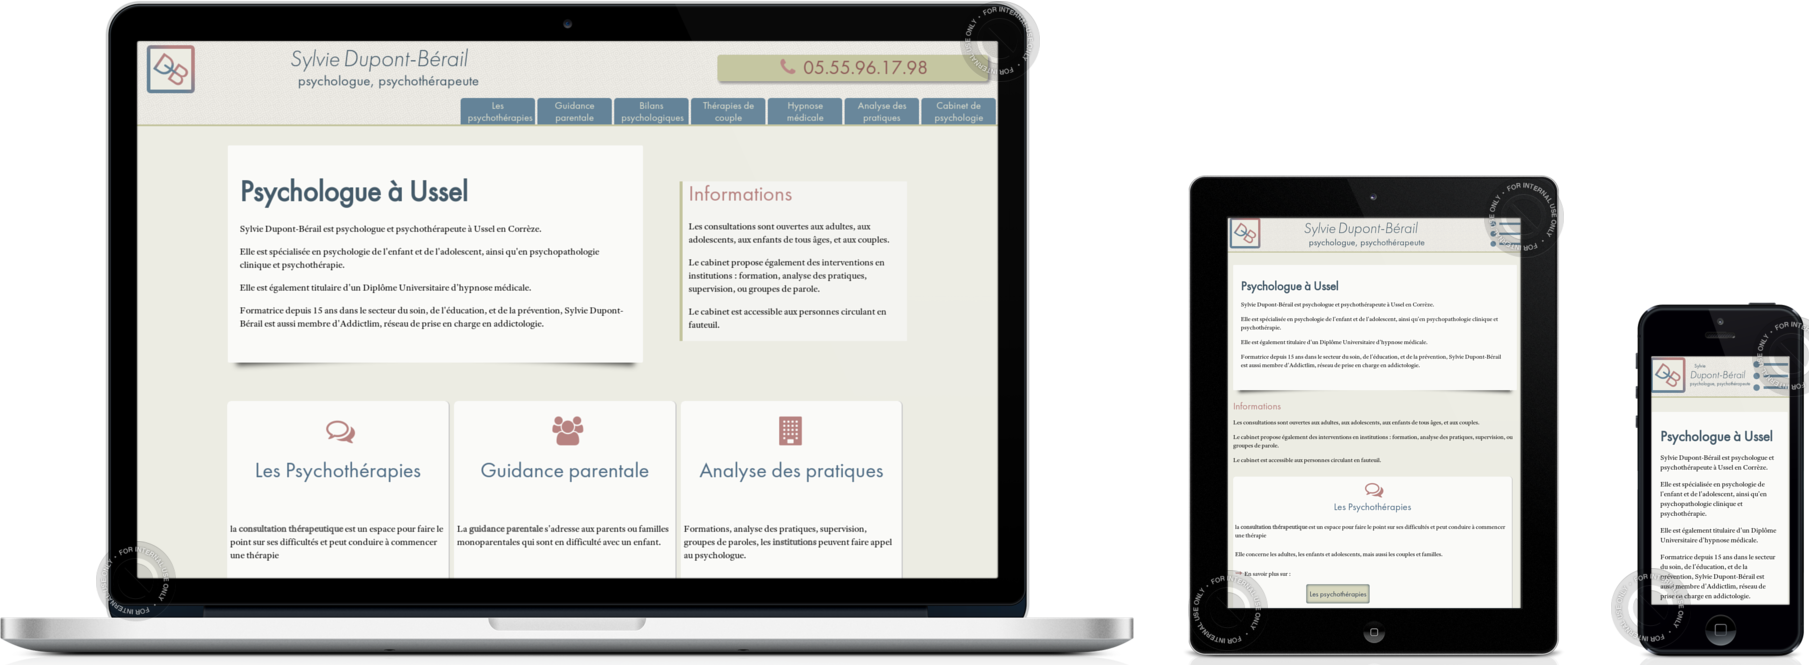 DB
Sylvie Dupont-Bérail
psychologue, psychothérapeute
05.55.96.17.98
Les
psychothérapies
Guidance
parentale
Bilans
psychologiques
Thérapies de
couple
Hypnose
médicale
Analyse des
pratiques
Cabinet de
psychologie
Psychologue à Ussel
Sylvie Dupont-Bérail est psychologue et psychothérapeute à Ussel en Corrèze.
Elle est spécialisée en psychologie de l'enfant et de l'adolescent, ainsi qu'en psychopathologie
clinique et psychothérapie.
Elle est également titulaire d'un Diplôme Universitaire d'hypnose médicale.
Formatrice depuis 15 ans dans le secteur du soin, de l'éducation, et de la prévention, Sylvie Dupont-
Bérail est aussi membre d'Addictlim, réseau de prise en charge en addictologie.
Informations
Les consultations sont ouvertes aux adultes, aux
adolescents, aux enfants de tous âges, et aux couples.
Le cabinet propose également des interventions en
institutions : formation, analyse des pratiques,
supervision, ou groupes de parole.
Le cabinet est accessible aux personnes circulant en
fauteuil.
Les Psychothérapies
la consultation thérapeutique est un espace pour faire le
point sur ses difficultés et peut conduire à commencer
une thérapie
Guidance parentale
La guidance parentale s'adresse aux parents ou familles
monoparentales qui sont en difficulté avec un enfant.
Analyse des pratiques
Formations, analyse des pratiques, supervision,
groupes de paroles, les institutions peuvent faire appel
au psychologue.
FOR INTERNAL USE ONLY
FOR INTERNAL USE ONLY
DB
Sylvie Dupont-Bérail
psychologue, psychothérapeute
Psychologue à Ussel
Sylvie Dupont-Bérail est psychologue et psychothérapeute à Ussel en Corrèze.
Elle est spécialisée en psychologie de l'enfant et de l'adolescent, ainsi qu'en psychopathologie clinique et
psychothérapie.
Elle est également titulaire d'un Diplôme Universitaire d'hypnose médicale.
Formatrice depuis 15 ans dans le secteur du soin, de l'éducation, et de la prévention, Sylvie Dupont-Bérail
est aussi membre d'Addictlim, réseau de prise en charge en addictologie.
Informations
Les consultations sont ouvertes aux adultes, aux adolescents, aux enfants de tous âges, et aux couples.
Le cabinet propose également des interventions en institutions : formation, analyse des pratiques, supervision, ou
groupes de parole.
Le cabinet est accessible aux personnes circulant en fauteuil.
Les Psychothérapies
la consultation thérapeutique est un espace pour faire le point sur ses difficultés et peut conduire à commencer
une thérapie
Elle concerne les adultes, les enfants et adolescents, mais aussi les couples et familles.
En savoir plus sur :
Les psychothérapies
FOR INTERNAL USE ONLY
FOR INTERNAL USE ONLY
DB
Sylvie
Dupont-Bérail
psychologue, psychothérapeute
Psychologue à Ussel
Sylvie Dupont-Bérail est psychologue et
psychothérapeute à Ussel en Corrèze.
Elle est spécialisée en psychologie de
l'enfant et de l'adolescent, ainsi qu'en
psychopathologie clinique et
psychothérapie.
Elle est également titulaire d'un Diplôme
Universitaire d'hypnose médicale.
Formatrice depuis 15 ans dans le secteur
du soin, de l'éducation, et de la
prévention, Sylvie Dupont-Bérail est
aussi membre d'Addictlim, réseau de
prise en charge en addictologie.